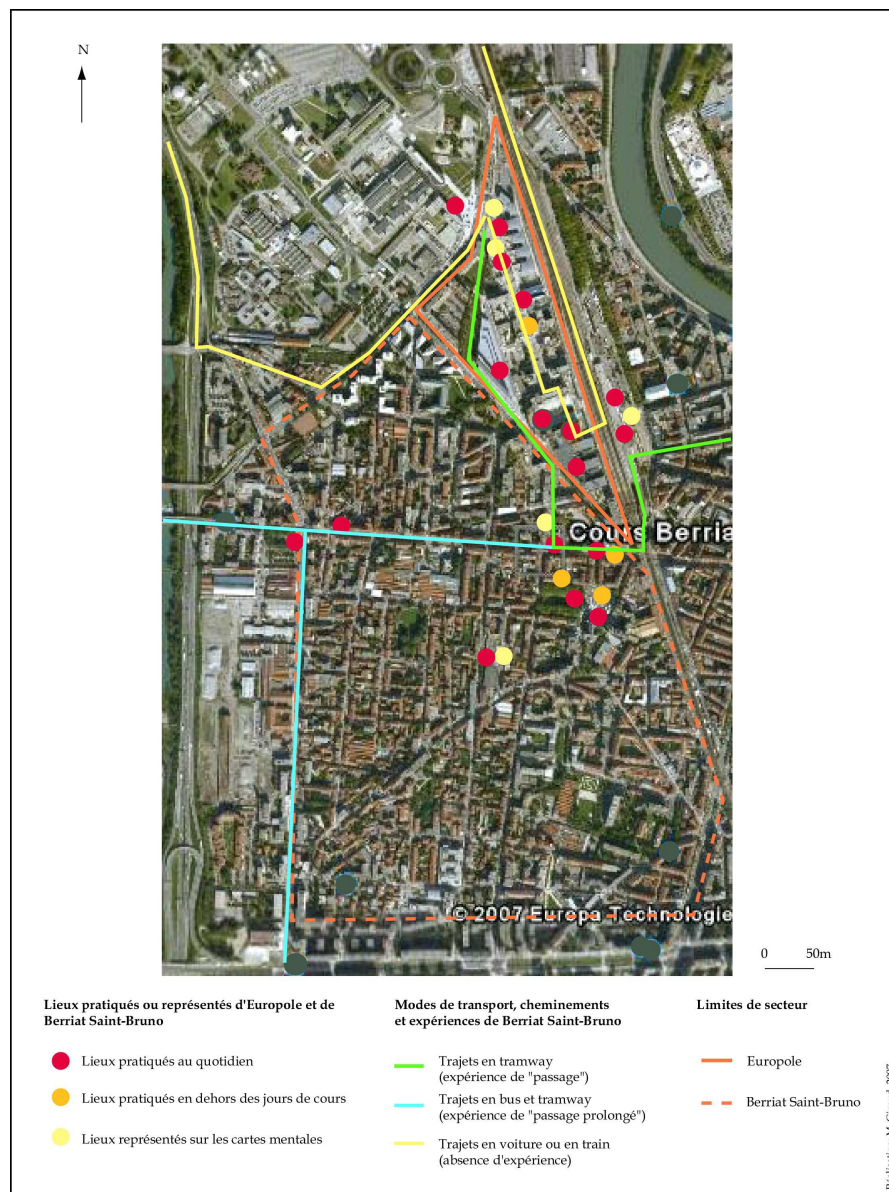 N
Cours Berria
© 2007 Europa Technologie
0 50m
Lieux pratiqués ou représentés d'Europole et de
Berriat Saint-Bruno
Lieux pratiqués au quotidien
Lieux pratiqués en dehors des jours de cours
Lieux représentés sur les cartes mentales
Modes de transport, cheminements
et expériences de Berriat Saint-Bruno
Trajets en tramway
(expérience de "passage")
Trajets en bus et tramway
(expérience de "passage prolongé")
Trajets en voiture ou en train
(absence d'expérience)
Limites de secteur
Europole
Berriat Saint-Bruno